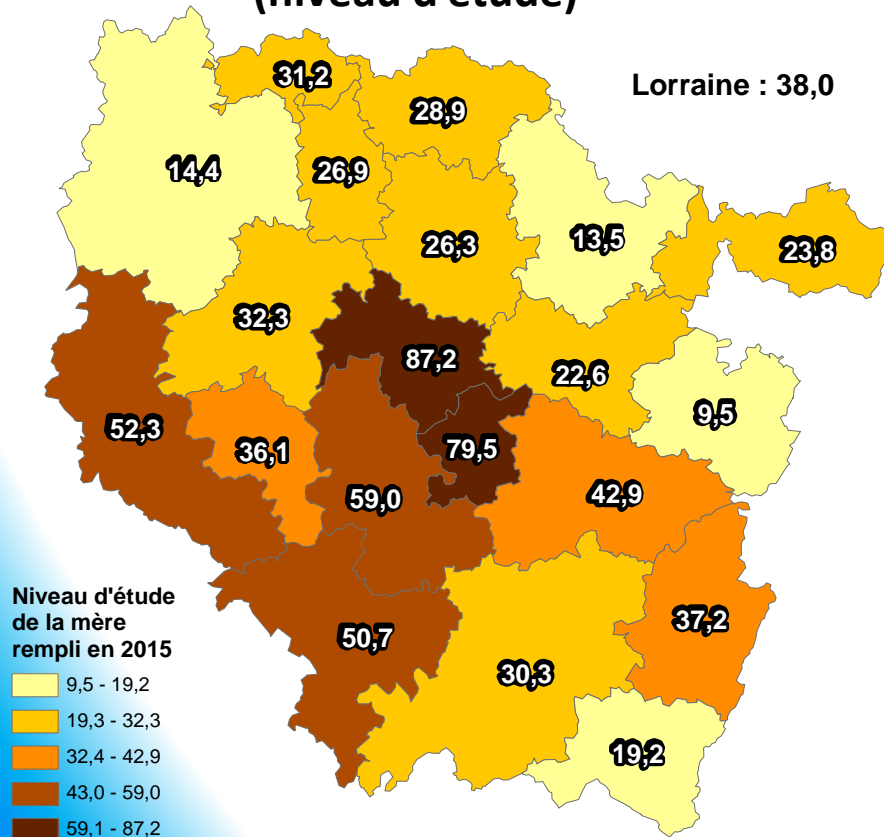 (niveau d'étude)
Lorraine : 38,0
31,2
28,9
14,4
26,9
26,3
13,5
23,8
32,3
87,2
22,6
9,5
52,3
36,1
79,5
59,0
42,9
37,2
50,7
30,3
19,2
Niveau d'étude
de la mère
rempli en 2015
9,5 - 19,2
19,3 - 32,3
32,4 - 42,9
43,0 - 59,0
59,1 - 87,2